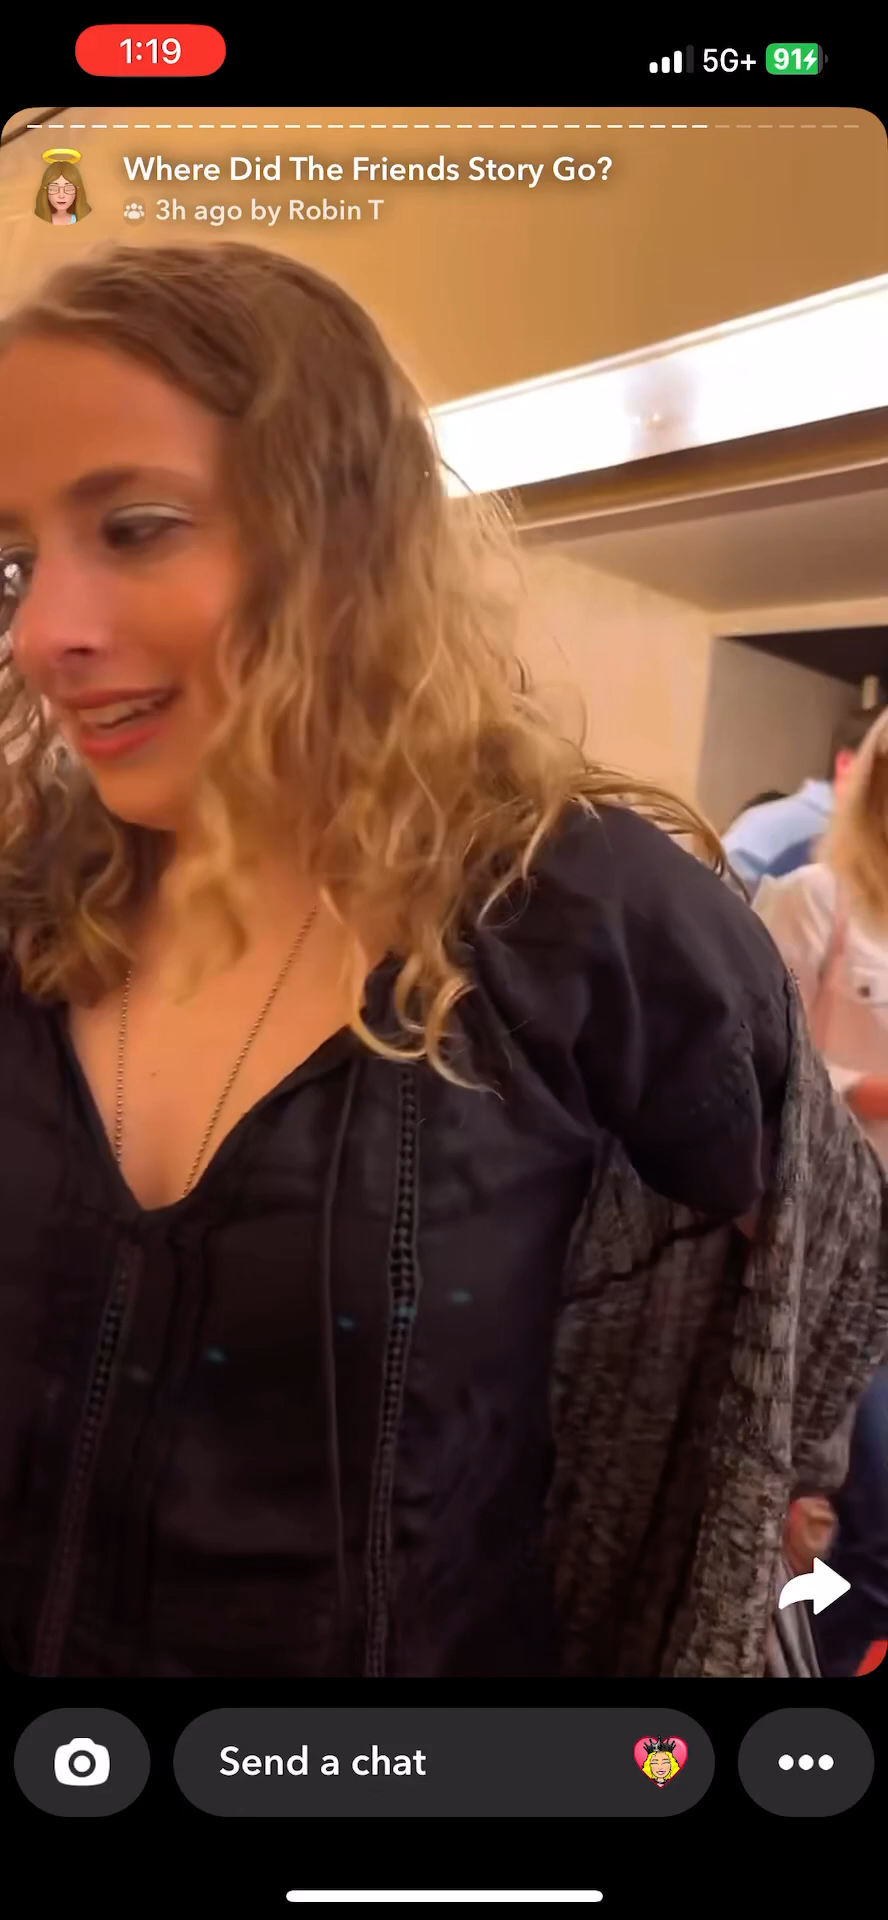 1:19
5G+ 91
Where Did The Friends Story Go?
3h ago by Robin T
Send a chat